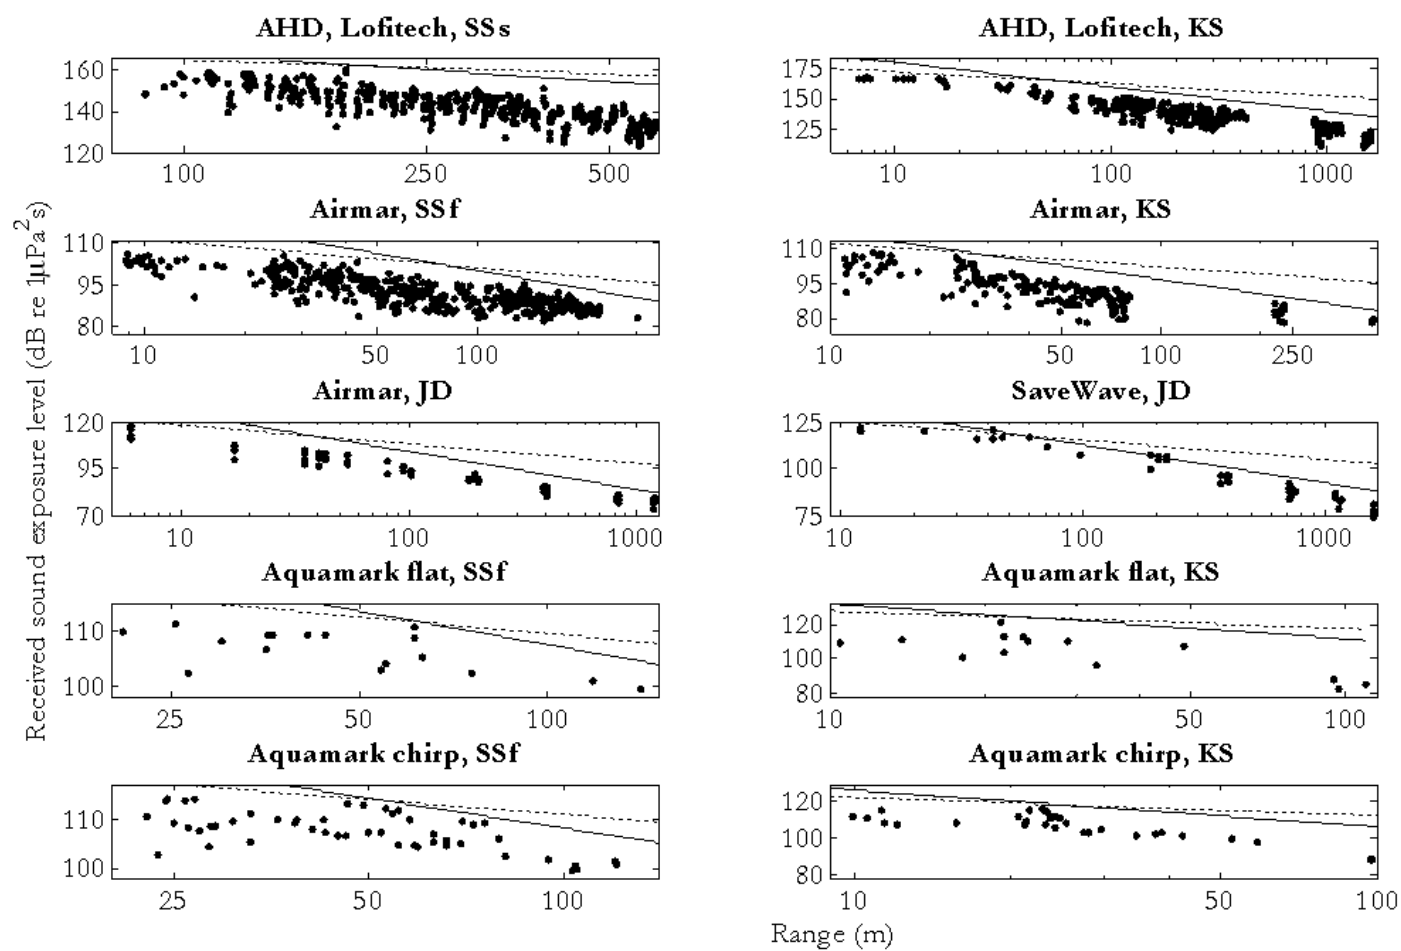 AHD, Lofitech, SSs
160
140
120
100 250 500
AHD, Lofitech, KS
175
150
125
10 100 1000
Airmar, SSf
110
95
80
10 50 100
Airmar, KS
110
95
80
10 50 100 250
Airmar, JD
120
95
70
10 100 1000
SaveWave, JD
125
100
75
10 100 1000
Aquamark flat, SSf
110
100
25 50 100
Aquamark flat, KS
120
100
80
10 50 100
Aquamark chirp, SSf
110
100
25 50 100
Aquamark chirp, KS
120
100
80
10 50 100
Received sound exposure level (dB re 1µPa²s)
Range (m)